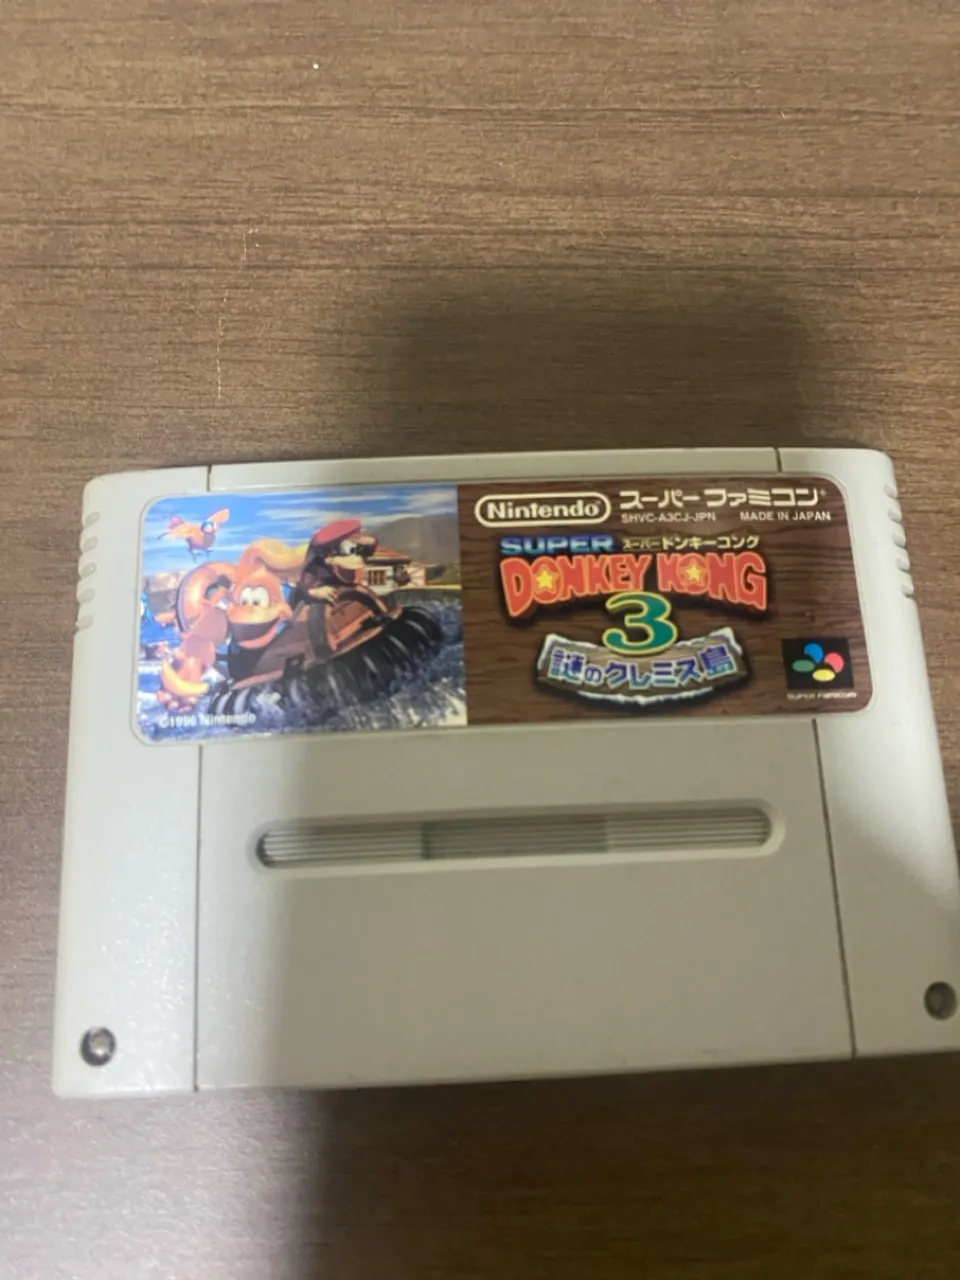 Nintendo スーパーファミコン
SHVC-A3CJ-JPN MADE IN JAPAN
SUPER スーパードンキーコング
DONKEY KONG
3
謎のクレミス島
SUPER FAMICOM
©1996 Nintendo